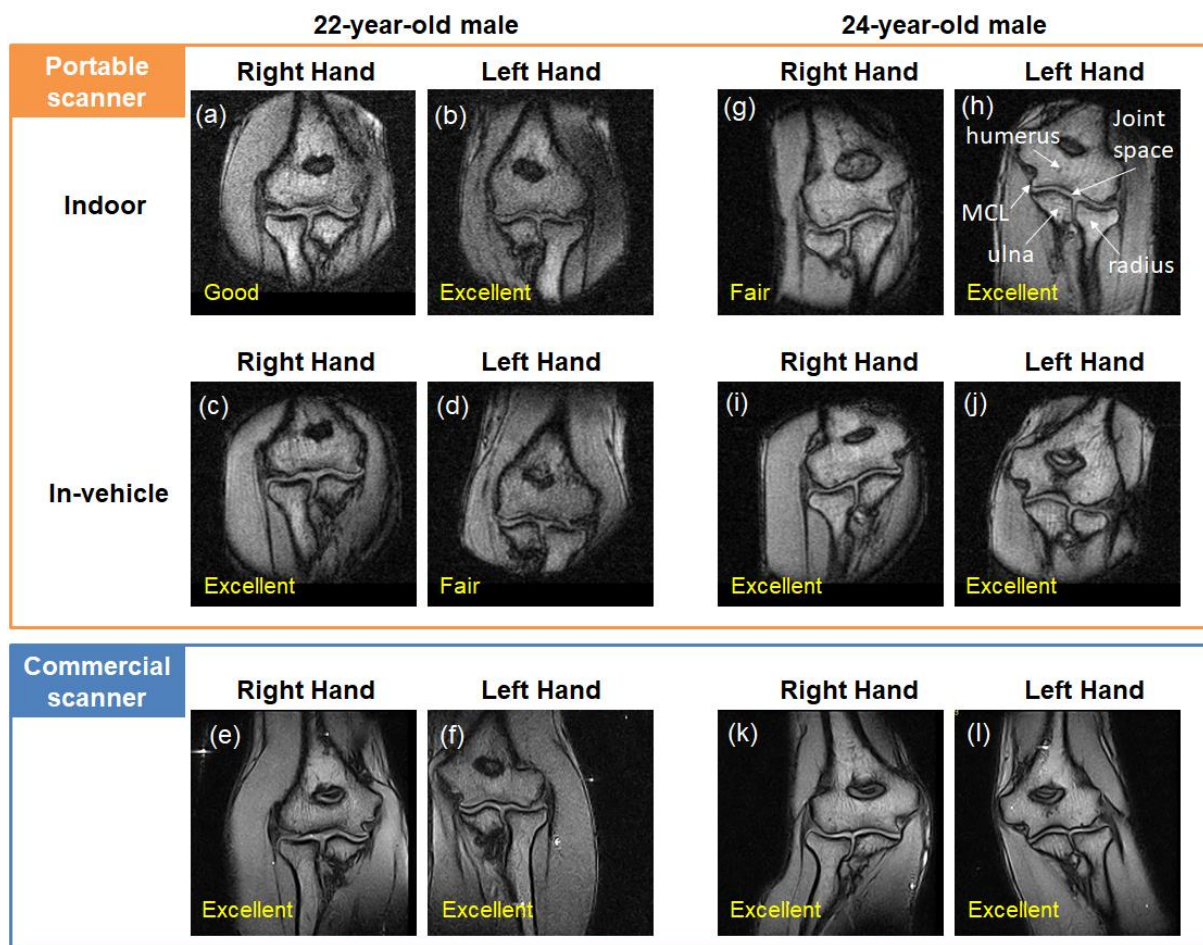 22-year-old male 24-year-old male
Portable
scanner
Right Hand Left Hand Right Hand Left Hand
(a) (b) (g) (h)
Joint
space
humerus
Indoor
MCL
ulna
radius
Good Excellent Fair Excellent
Right Hand Left Hand Right Hand Left Hand
(c) (d) (i) (j)
In-vehicle
Excellent Fair Excellent Excellent
Commercial
scanner
Right Hand Left Hand Right Hand Left Hand
(e) (f) (k) (l)
Excellent Excellent Excellent Excellent